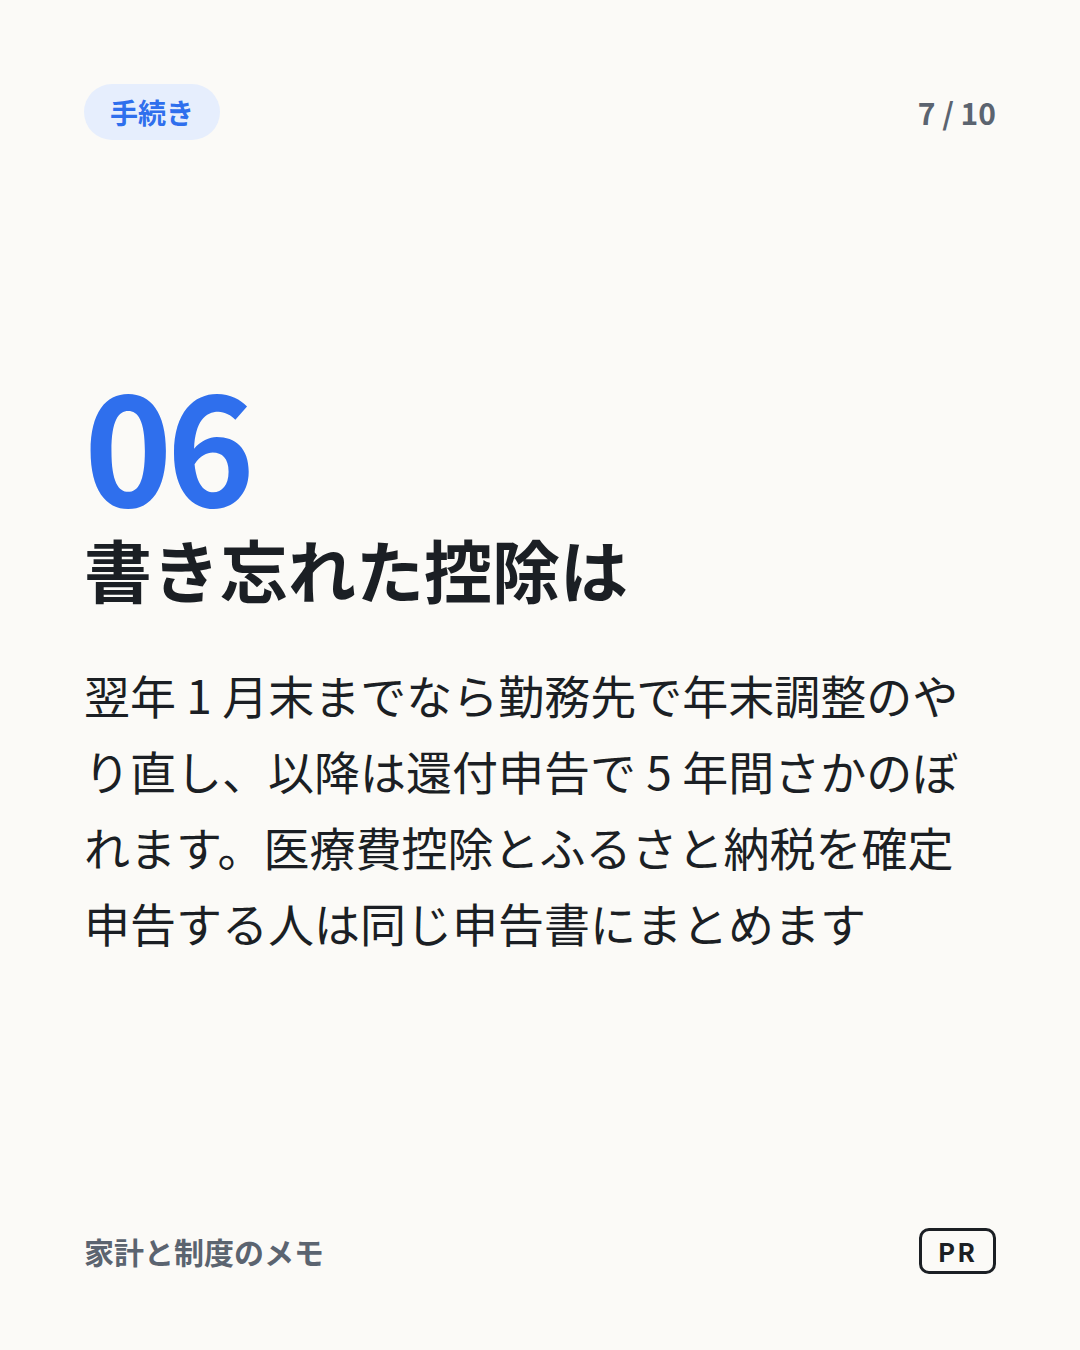 手続き
7 / 10
06
書き忘れた控除は
翌年 1 月末までなら勤務先で年末調整のや
り直し、以降は還付申告で 5 年間さかのぼ
れます。医療費控除とふるさと納税を確定
申告する人は同じ申告書にまとめます
家計と制度のメモ
PR